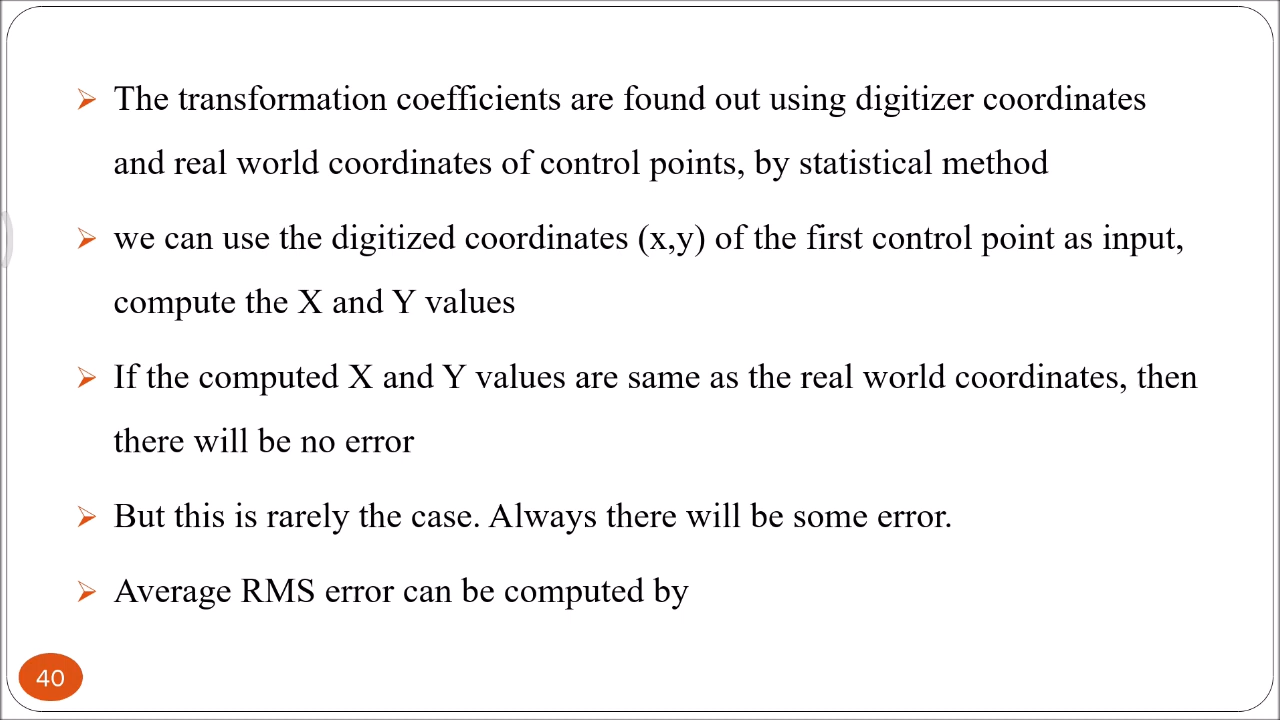 The transformation coefficients are found out using digitizer coordinates
and real world coordinates of control points, by statistical method
we can use the digitized coordinates (x,y) of the first control point as input,
compute the X and Y values
If the computed X and Y values are same as the real world coordinates, then
there will be no error
But this is rarely the case. Always there will be some error.
Average RMS error can be computed by
40